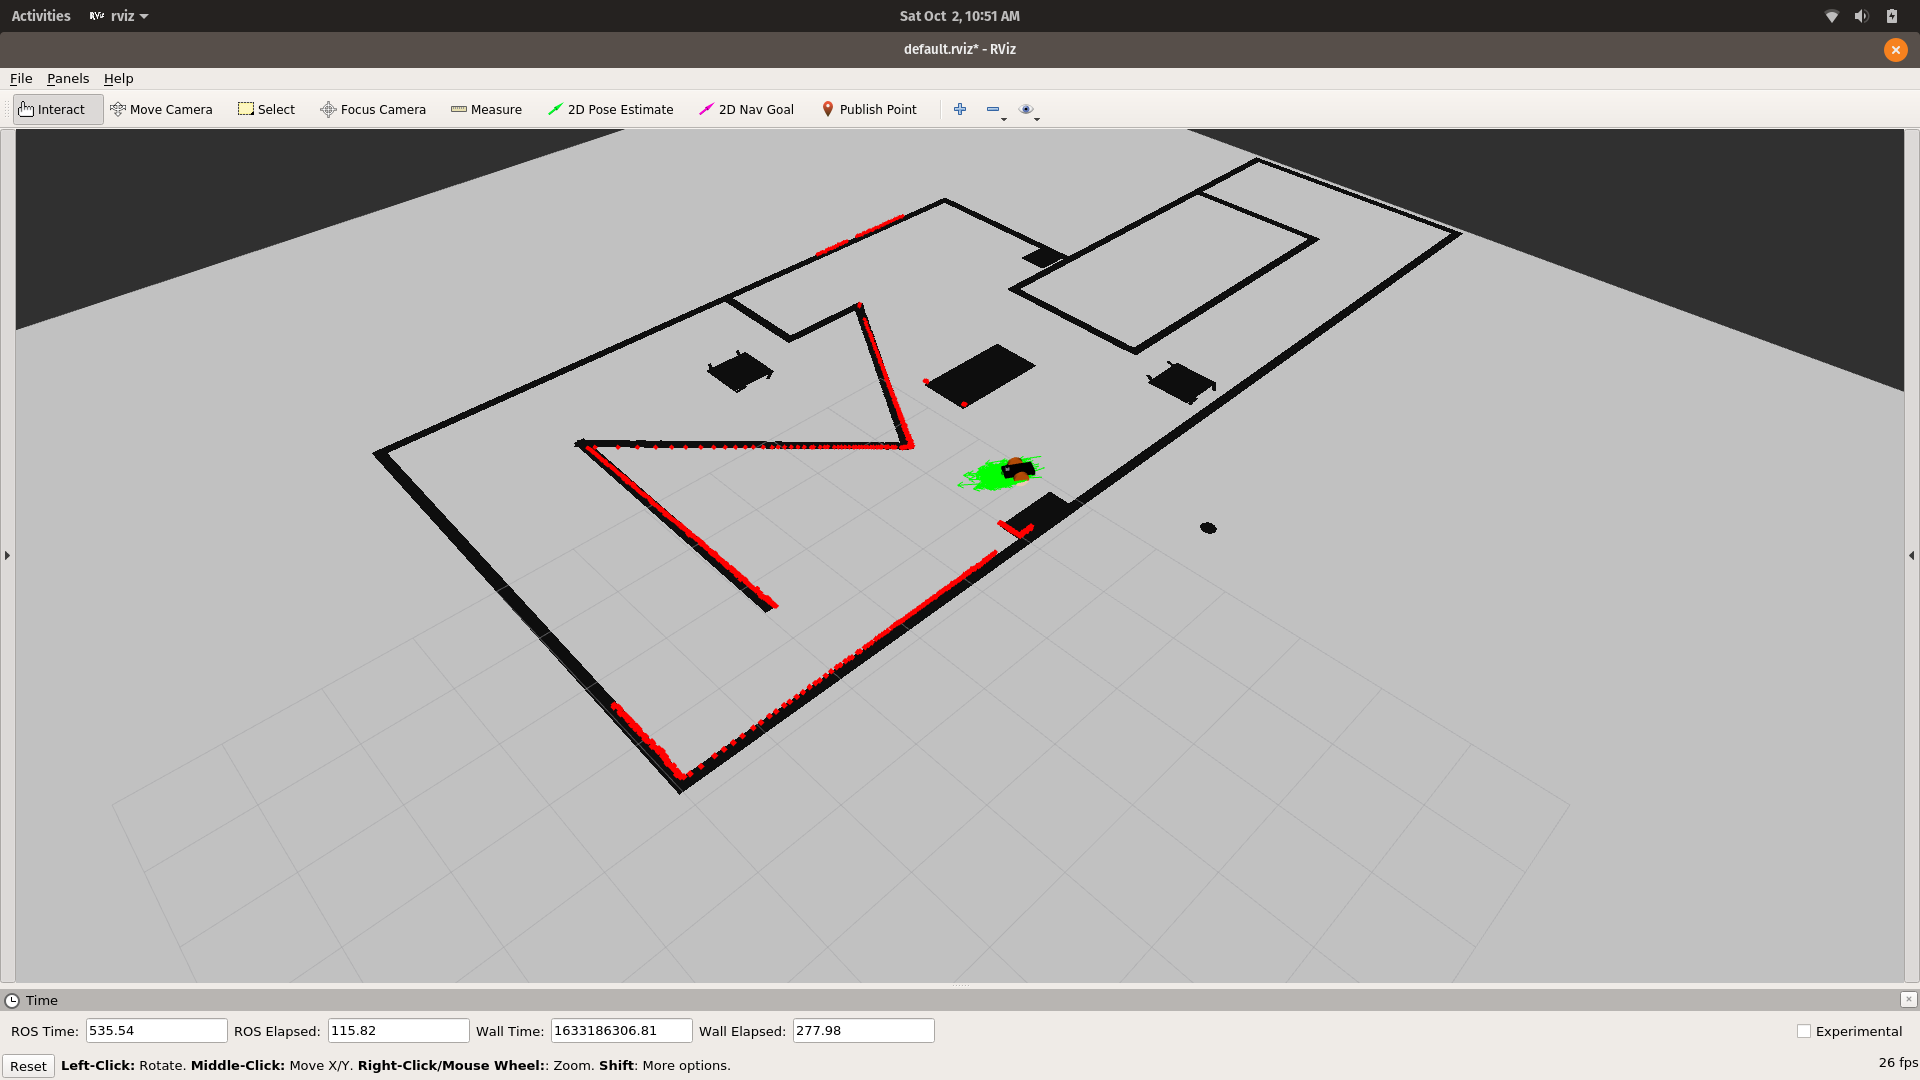 Activities rviz Sat Oct 2, 10:51 AM
default.rviz* - RViz
File Panels Help
Interact Move Camera Select Focus Camera Measure 2D Pose Estimate 2D Nav Goal Publish Point
Time
ROS Time: 535.54 ROS Elapsed: 115.82 Wall Time: 1633186306.81 Wall Elapsed: 277.98 Experimental
Reset Left-Click: Rotate. Middle-Click: Move X/Y. Right-Click/Mouse Wheel:: Zoom. Shift: More options. 26 fps